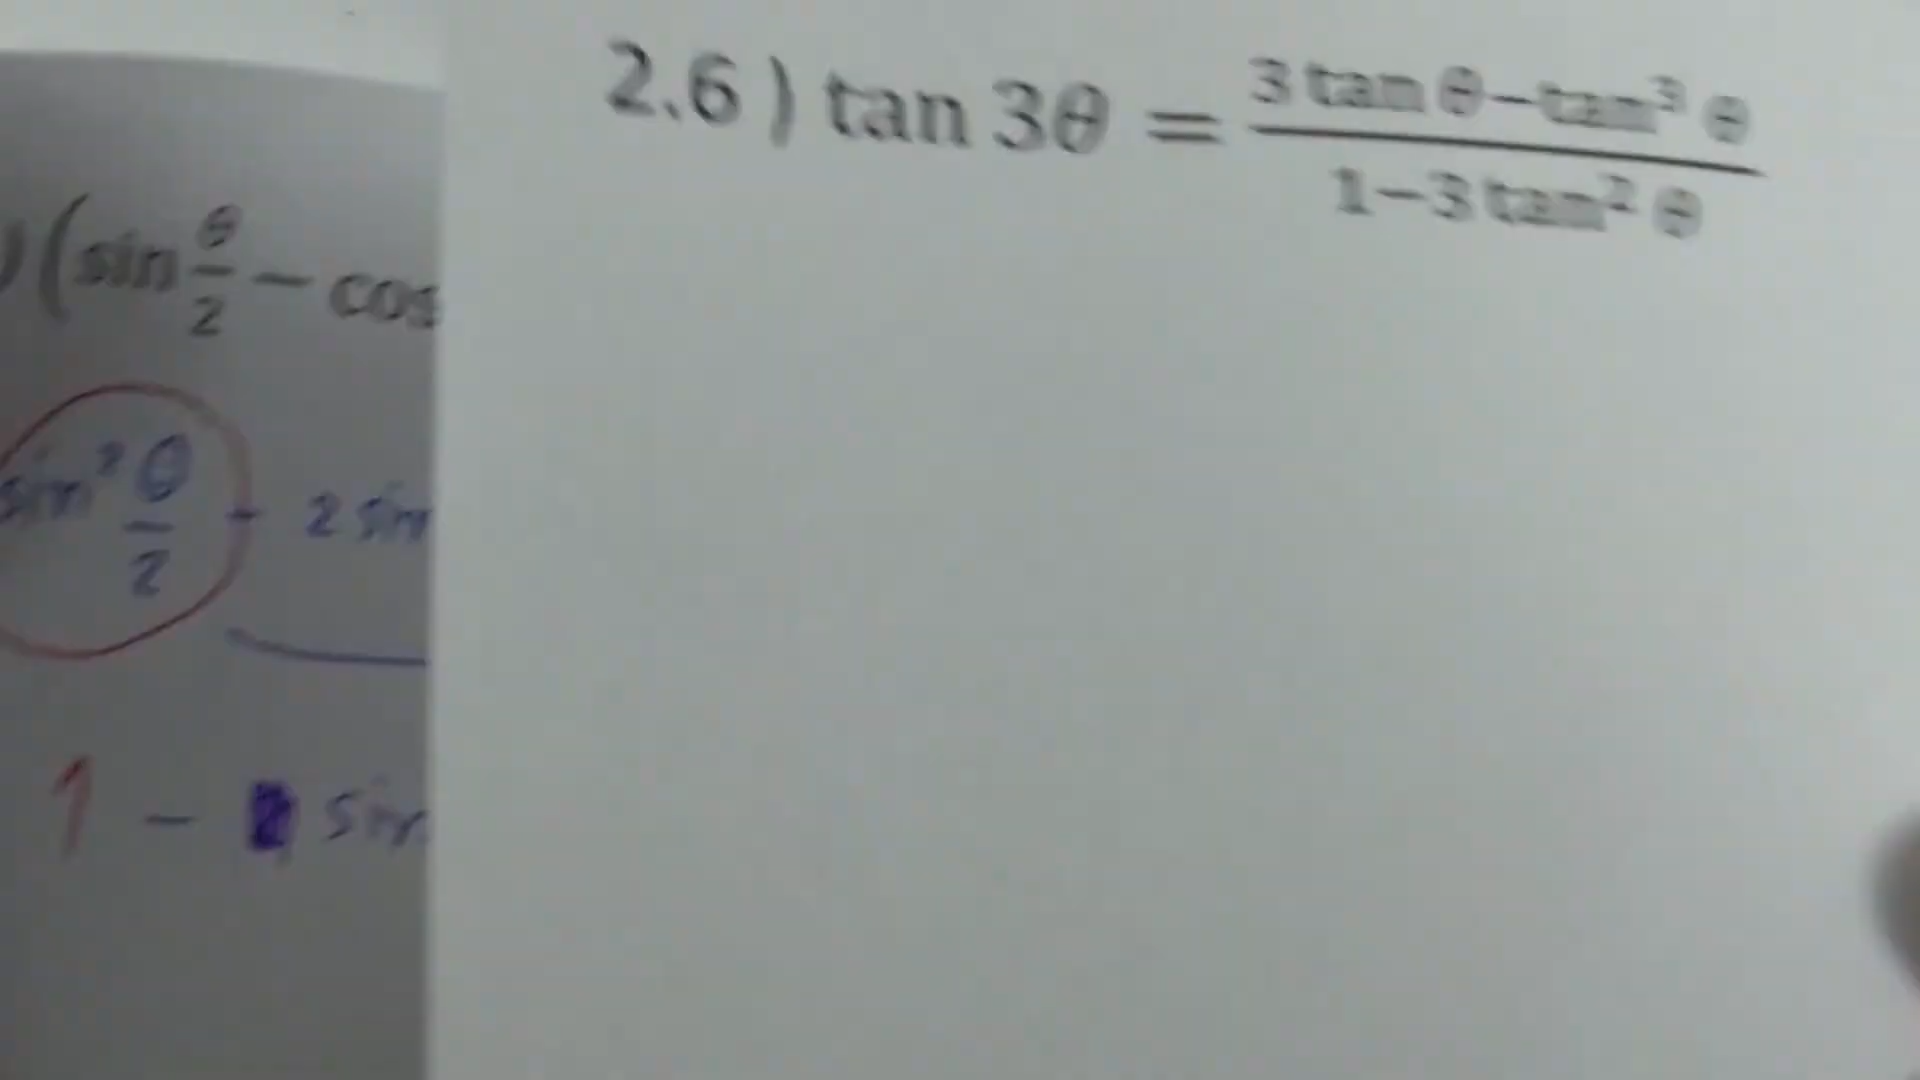 2.6 ) tan 3θ = (3 tan θ−tan³ θ)/(1−3 tan² θ)
) (sin θ/2 − cos
sin² θ/2 - 2 sin
1 - sin